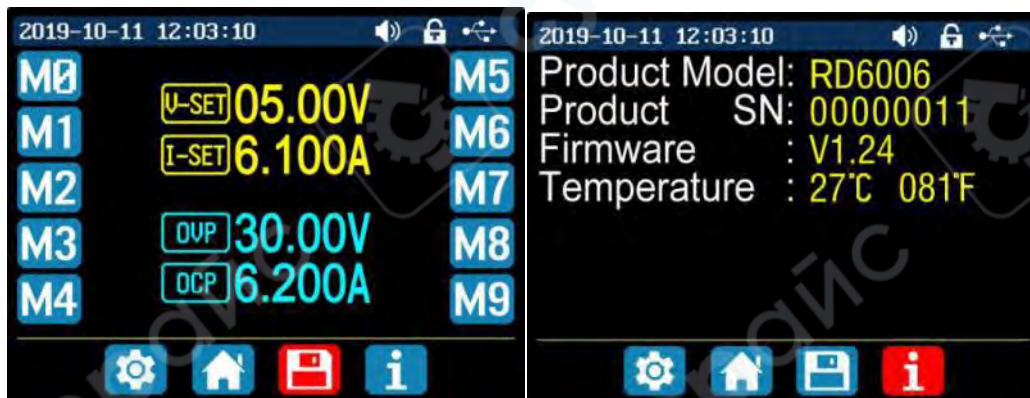 2019-10-11 12:03:10
M0
M1
M2
M3
M4
V-SET 05.00V
I-SET 6.100A
OVP 30.00V
OCP 6.200A
M5
M6
M7
M8
M9
i
2019-10-11 12:03:10
Product Model: RD6006
Product SN: 00000011
Firmware : V1.24
Temperature : 27℃ 081℉
i